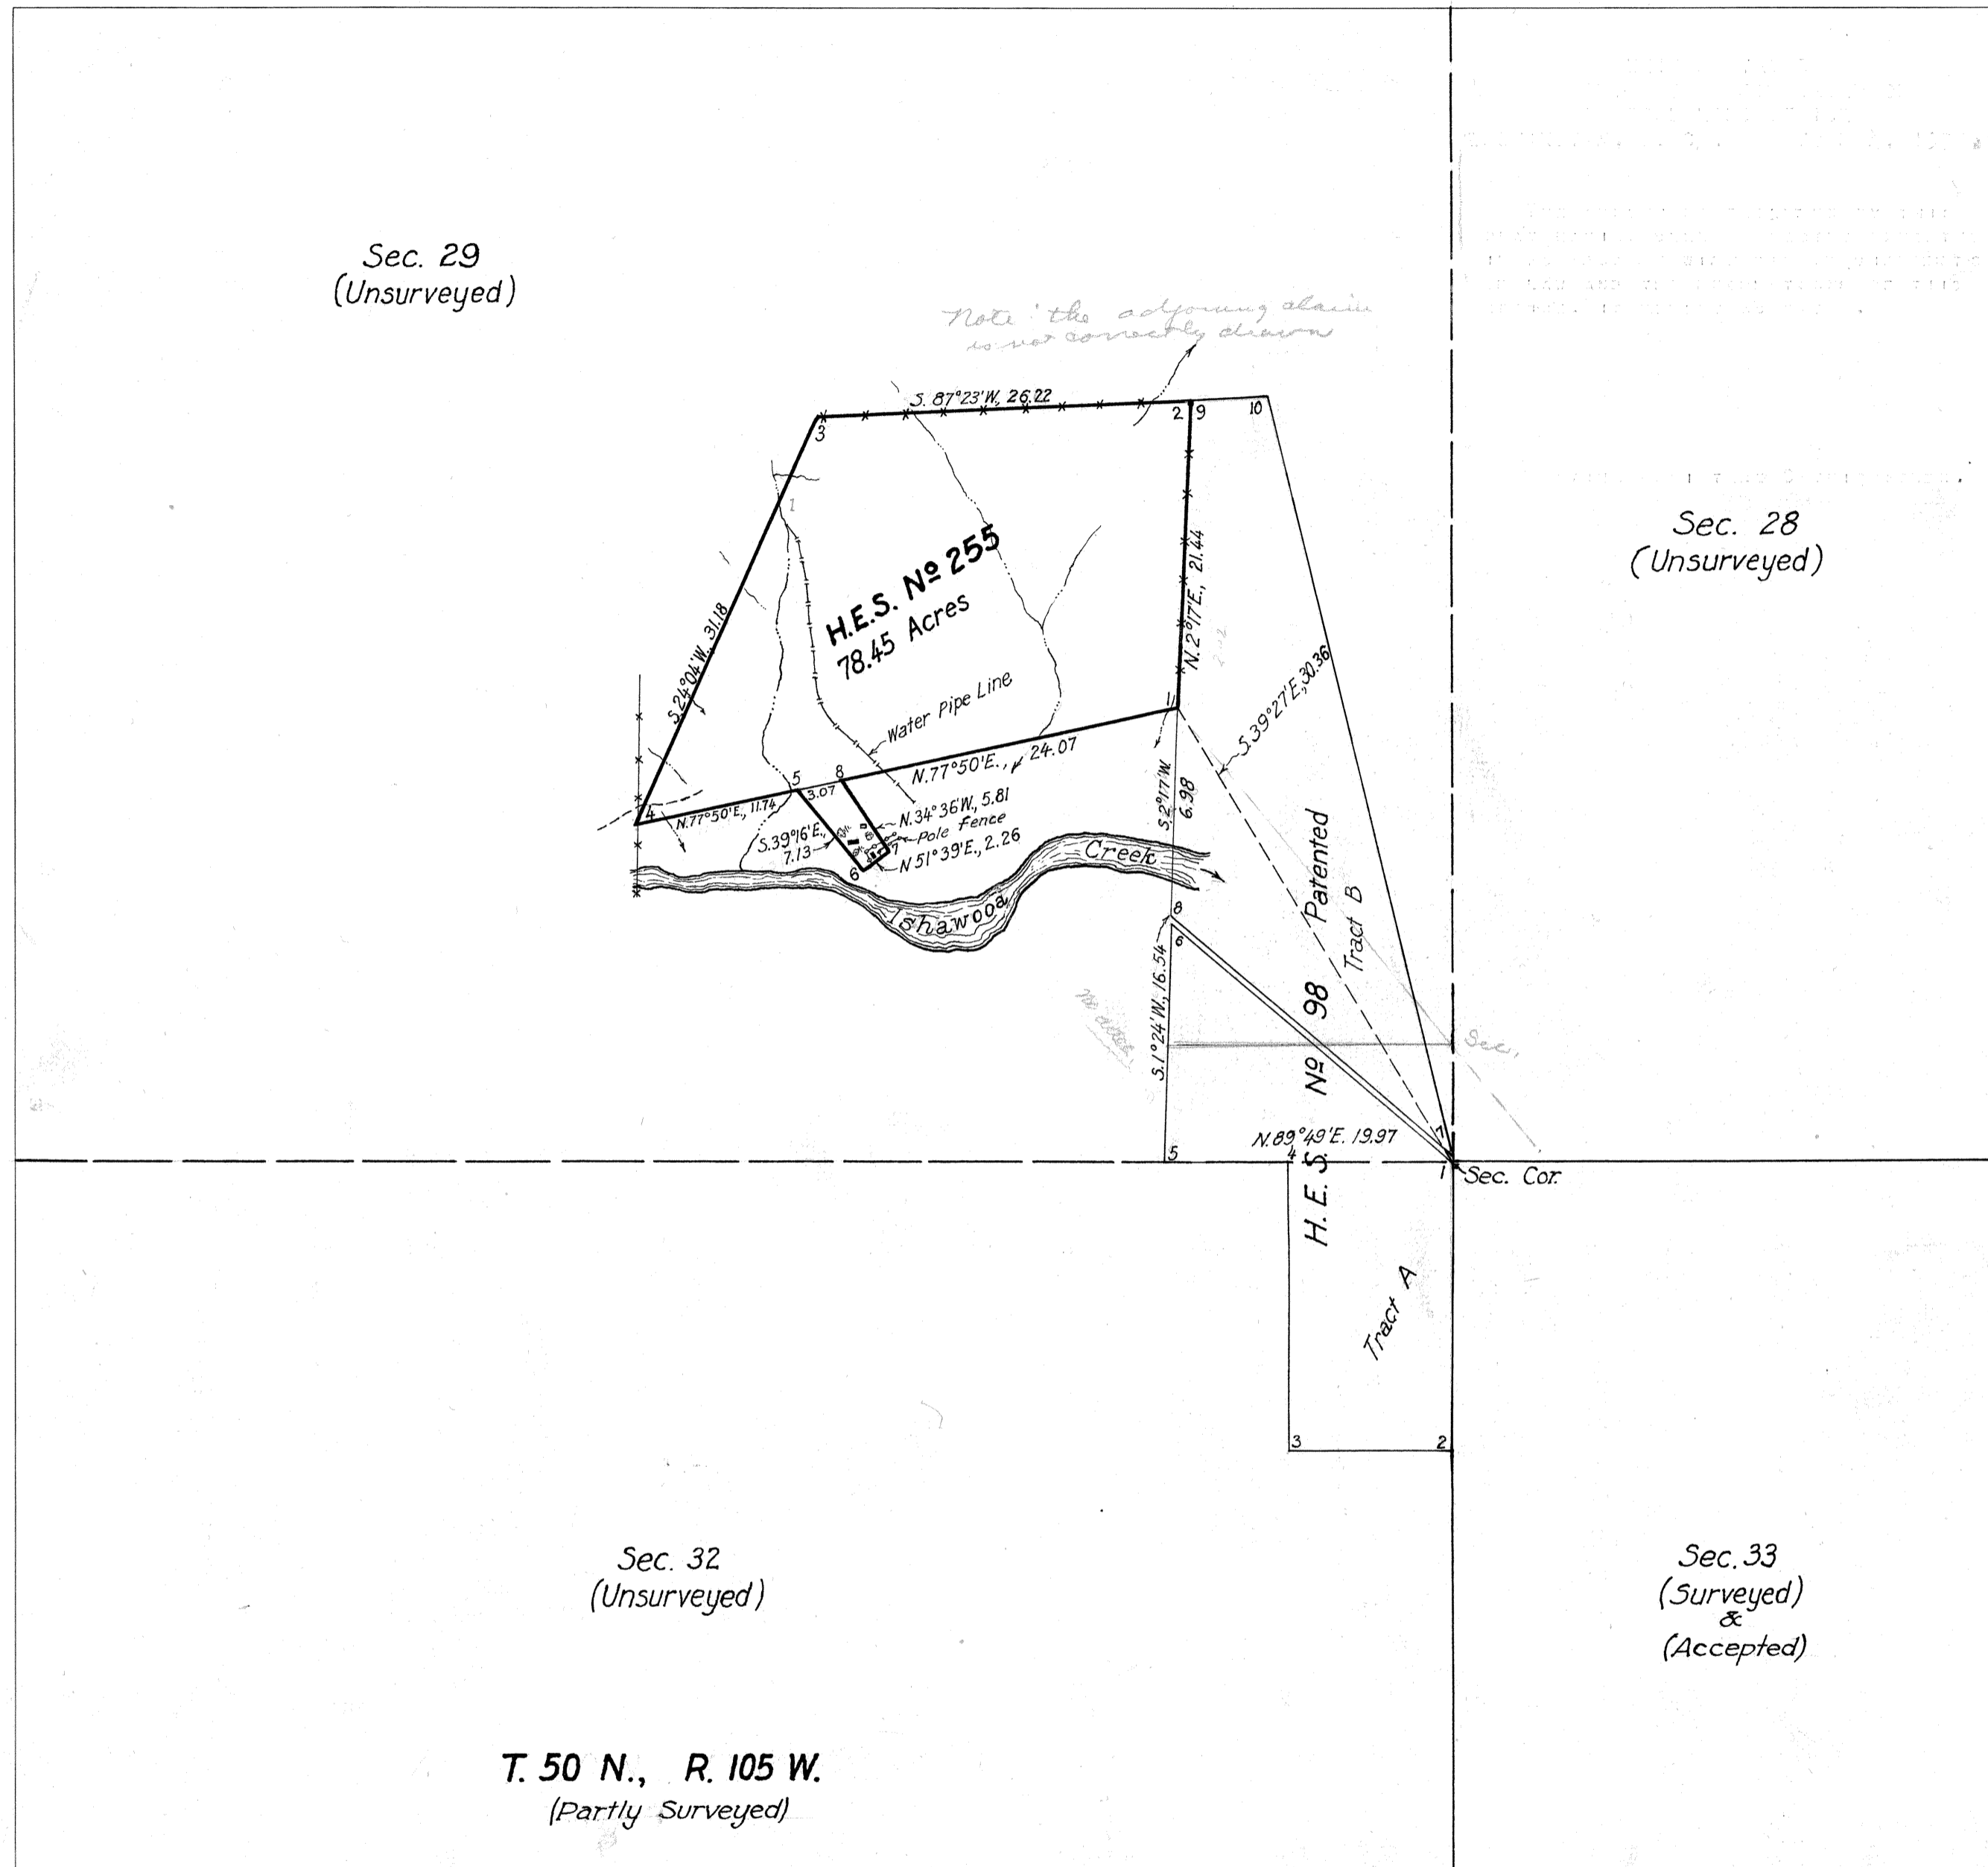 Sec. 29
(Unsurveyed)
Note: the adjoining claim
is not correctly drawn
S. 87°23'W., 26.22
3
2
9
10
Sec. 28
(Unsurveyed)
H.E.S. Nº 255
78.45 Acres
N. 2°17'E., 21.44
S. 24°04'W., 31.18
S. 39°27'E., 30.36
Water Pipe Line
1
N. 77°50'E., 24.07
4
N. 77°50'E., 11.74
5
3.07
8
S. 39°16'E.,
7.13
N. 34°36'W., 5.81
Pole Fence
N 51°39'E., 2.26
6
7
S. 2°17'W.
6.98
Ishawooa Creek
8
6
S. 1°24'W., 16.54
H. E. S. Nº 98 Patented
Tract B
Sec.
N. 89°49'E. 19.97
5
4
7
1
Sec. Cor.
Tract A
3
2
Sec. 32
(Unsurveyed)
Sec. 33
(Surveyed)
&
(Accepted)
T. 50 N., R. 105 W.
(Partly Surveyed)